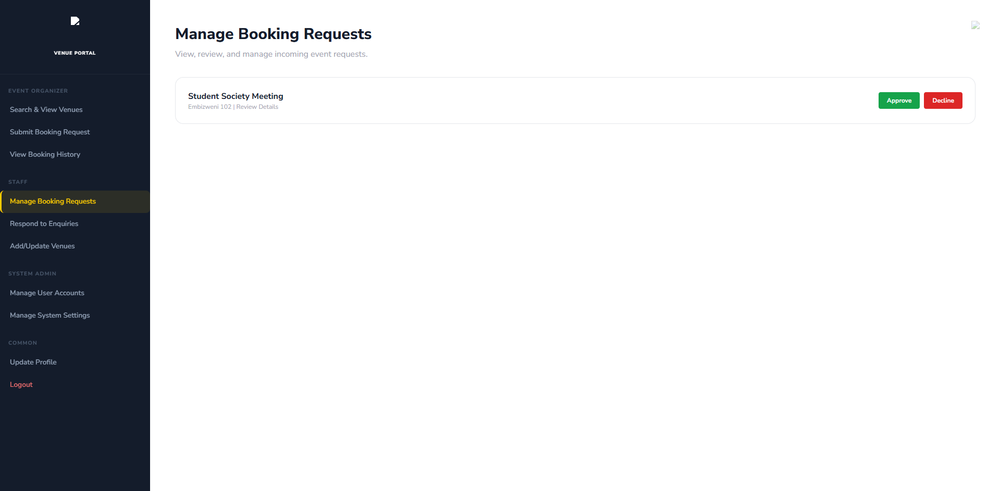 VENUE PORTAL
EVENT ORGANIZER
Search & View Venues
Submit Booking Request
View Booking History
STAFF
Manage Booking Requests
Respond to Enquiries
Add/Update Venues
SYSTEM ADMIN
Manage User Accounts
Manage System Settings
COMMON
Update Profile
Logout
Manage Booking Requests
View, review, and manage incoming event requests.
Student Society Meeting
Embizweni 102 | Review Details
Approve
Decline